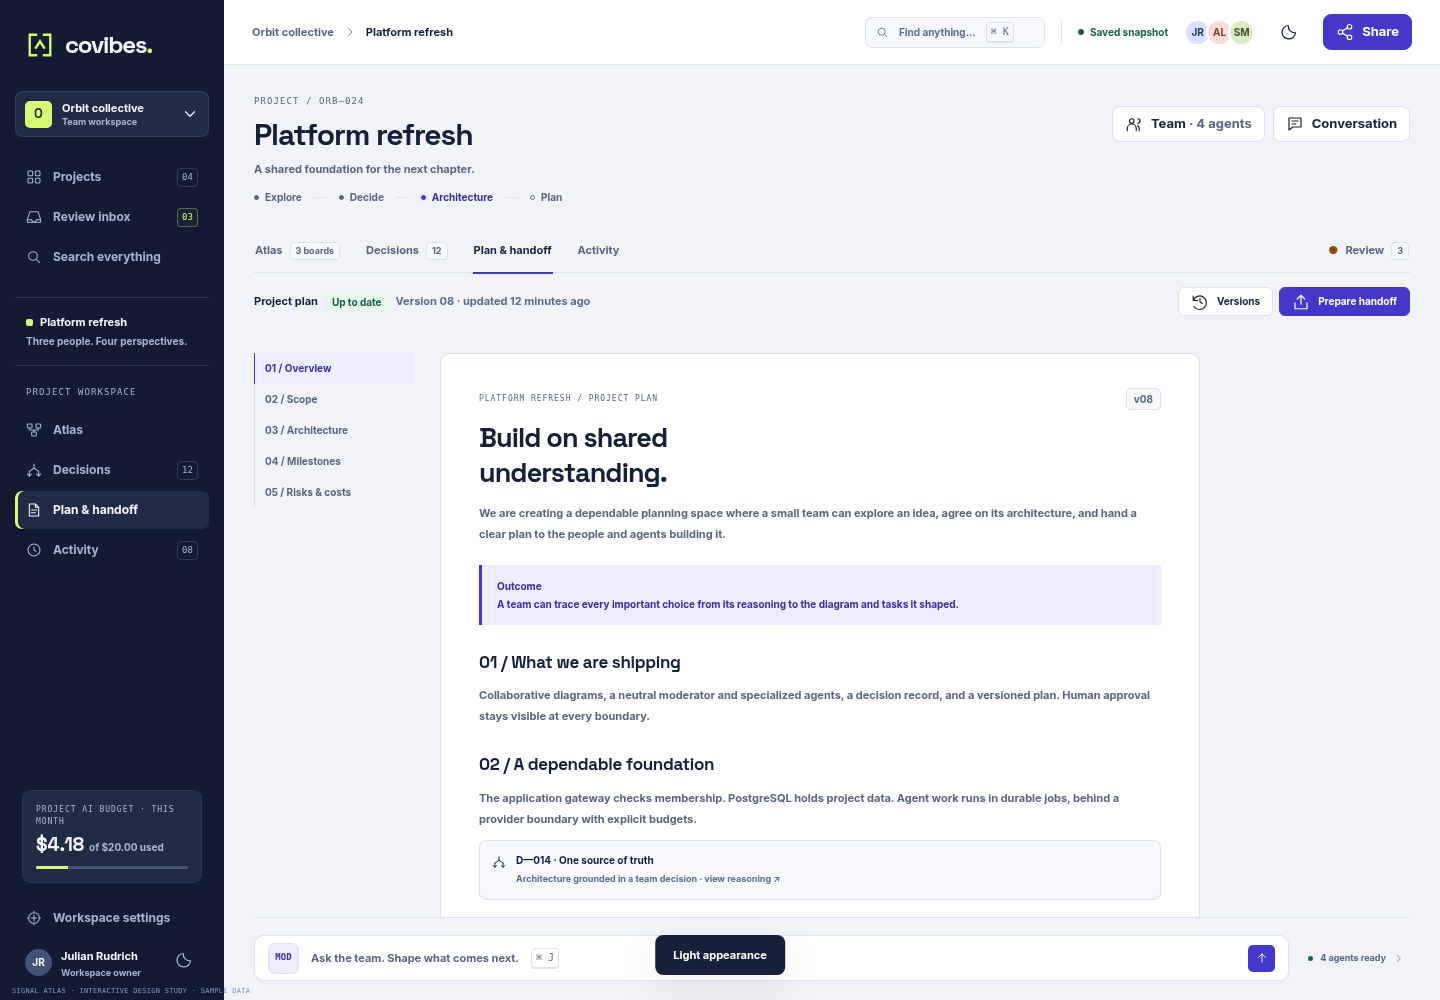 covibes.
O
Orbit collective
Team workspace
Projects
04
Review inbox
03
Search everything
Platform refresh
Three people. Four perspectives.
PROJECT WORKSPACE
Atlas
Decisions
12
Plan & handoff
Activity
08
PROJECT AI BUDGET · THIS
MONTH
$4.18 of $20.00 used
Workspace settings
JR
Julian Rudrich
Workspace owner
SIGNAL ATLAS · INTERACTIVE DESIGN STUDY · SAMPLE DATA
Orbit collective
Platform refresh
Find anything...
⌘ K
Saved snapshot
JR
AL
SM
Share
PROJECT / ORB—024
Platform refresh
A shared foundation for the next chapter.
Explore
Decide
Architecture
Plan
Team · 4 agents
Conversation
Atlas
3 boards
Decisions
12
Plan & handoff
Activity
Review
3
Project plan
Up to date
Version 08 · updated 12 minutes ago
Versions
Prepare handoff
01 / Overview
02 / Scope
03 / Architecture
04 / Milestones
05 / Risks & costs
PLATFORM REFRESH / PROJECT PLAN
v08
Build on shared
understanding.
We are creating a dependable planning space where a small team can explore an idea, agree on its architecture, and hand a
clear plan to the people and agents building it.
Outcome
A team can trace every important choice from its reasoning to the diagram and tasks it shaped.
01 / What we are shipping
Collaborative diagrams, a neutral moderator and specialized agents, a decision record, and a versioned plan. Human approval
stays visible at every boundary.
02 / A dependable foundation
The application gateway checks membership. PostgreSQL holds project data. Agent work runs in durable jobs, behind a
provider boundary with explicit budgets.
D—014 · One source of truth
Architecture grounded in a team decision · view reasoning ↗
MOD
Ask the team. Shape what comes next.
⌘ J
Light appearance
4 agents ready